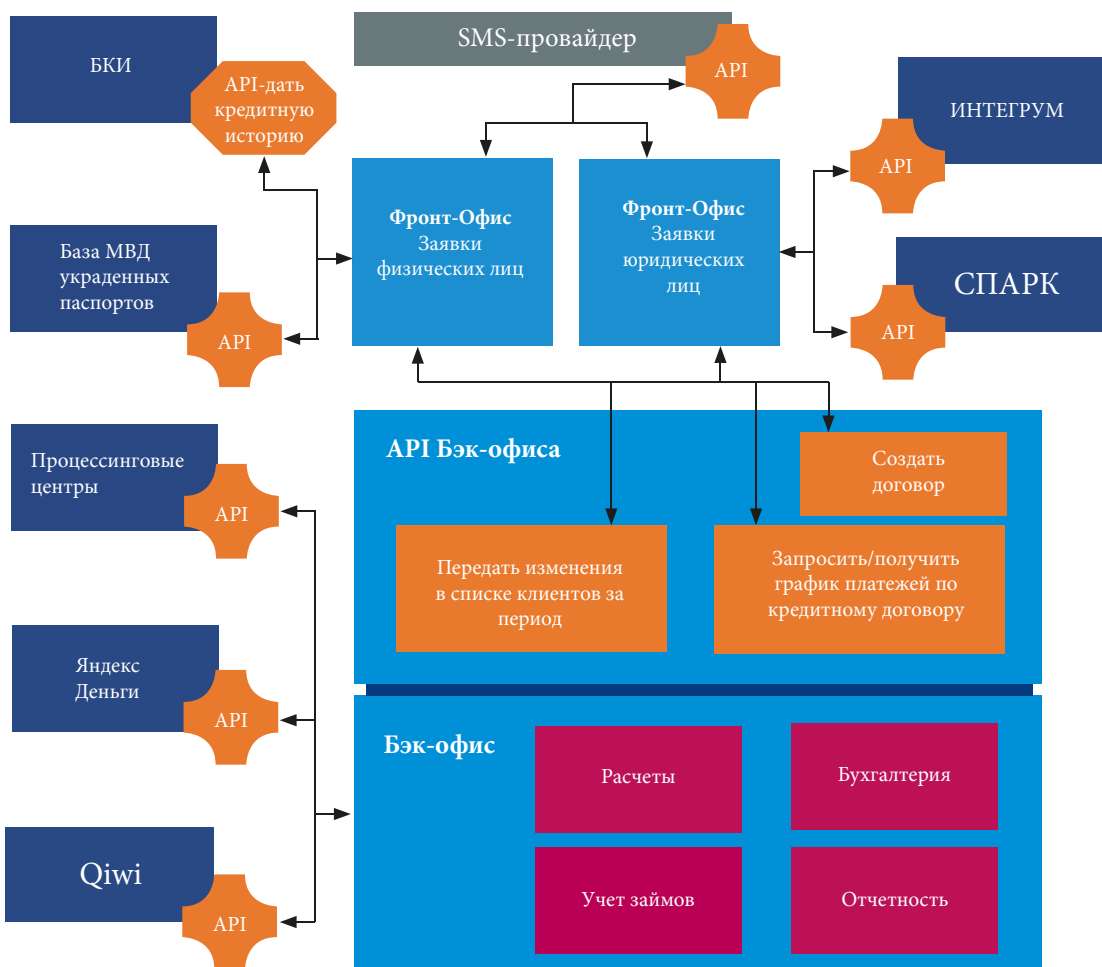 SMS-провайдер
API
БКИ
API-дать
кредитную
историю
ИНТЕГРУМ
API
Фронт-Офис
Заявки
физических лиц
Фронт-Офис
Заявки
юридических
лиц
База МВД
украденных
паспортов
API
СПАРК
API
Процессинговые
центры
API
API Бэк-офиса
Создать
договор
Передать изменения
в списке клиентов за
период
Запросить/получить
график платежей по
кредитному договору
Яндекс
Деньги
API
Бэк-офис
Расчеты
Бухгалтерия
Учет займов
Отчетность
Qiwi
API